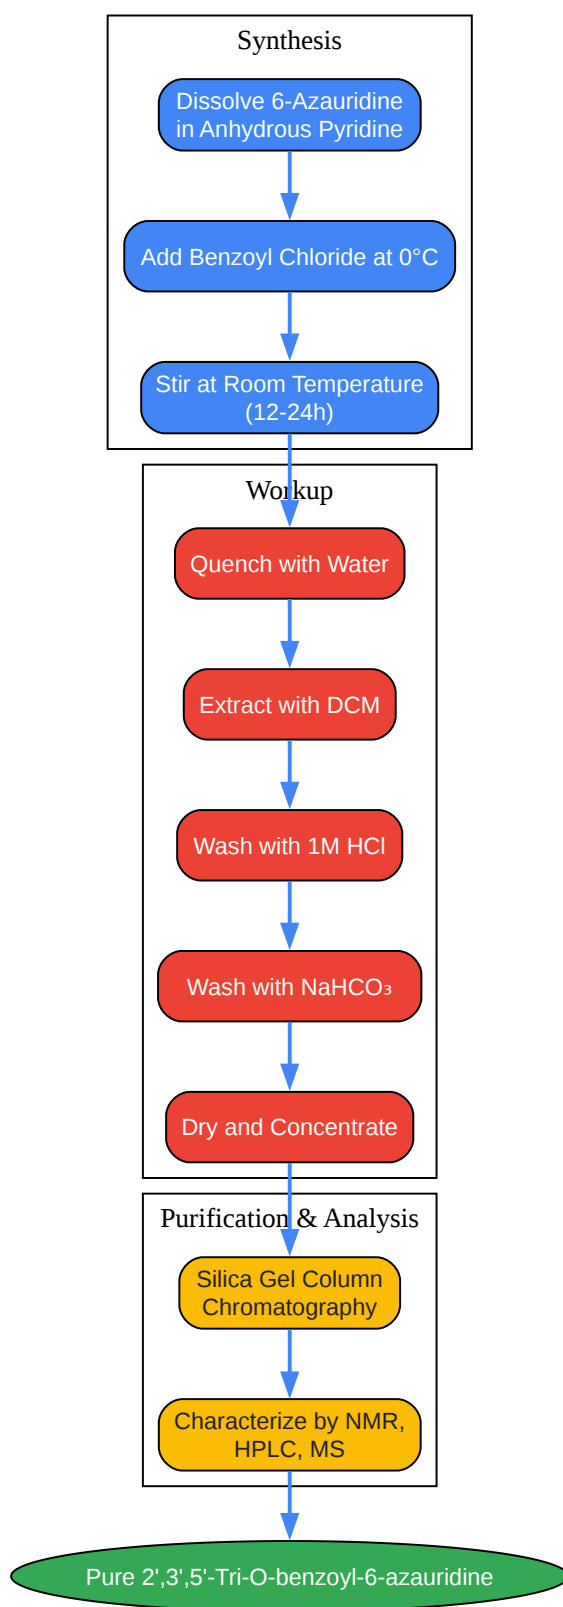 Synthesis
Dissolve 6-Azauridine
in Anhydrous Pyridine
Add Benzoyl Chloride at 0°C
Stir at Room Temperature
(12-24h)
Workup
Quench with Water
Extract with DCM
Wash with 1M HCl
Wash with NaHCO₃
Dry and Concentrate
Purification & Analysis
Silica Gel Column
Chromatography
Characterize by NMR,
HPLC, MS
Pure 2',3',5'-Tri-O-benzoyl-6-azauridine